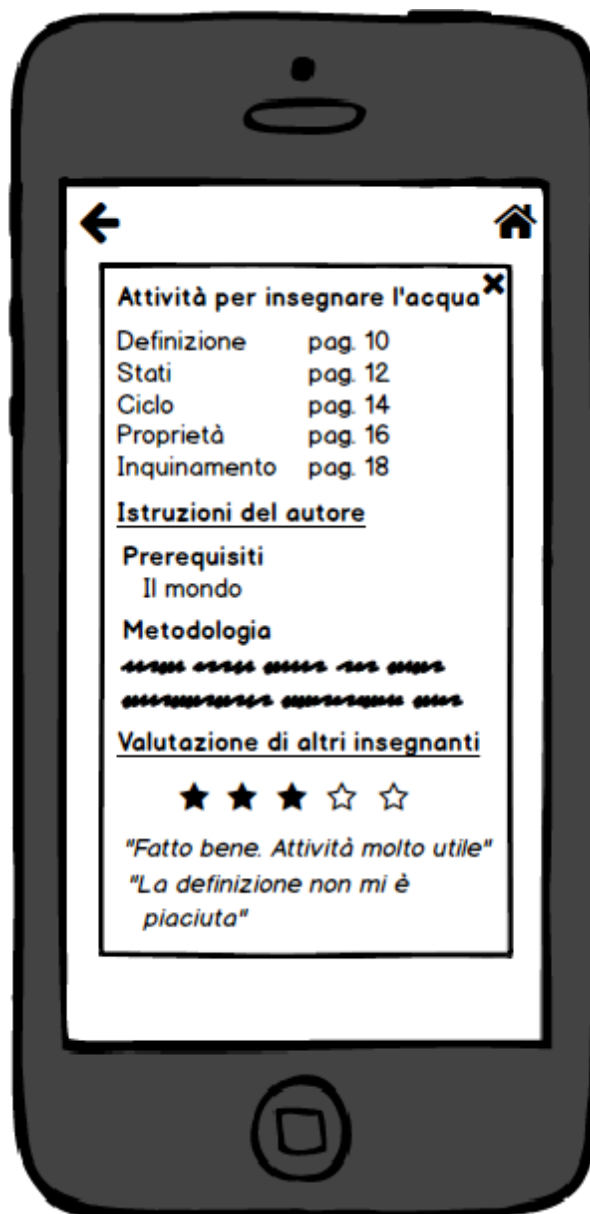 Attività per insegnare l'acqua
Definizione pag. 10
Stati pag. 12
Ciclo pag. 14
Proprietà pag. 16
Inquinamento pag. 18
Istruzioni del autore
Prerequisiti
Il mondo
Metodologia
Valutazione di altri insegnanti
"Fatto bene. Attività molto utile"
"La definizione non mi è
piaciuta"